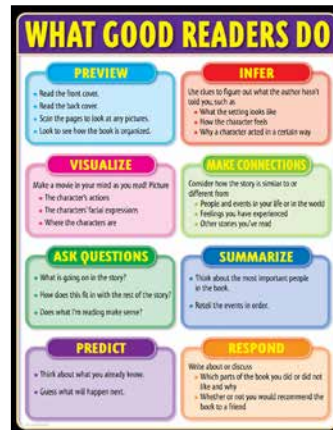 WHAT GOOD READERS DO
PREVIEW
• Read the front cover.
• Read the back cover.
• Scan the pages to look at any pictures.
• Look to see how the book is organized.
INFER
Use clues to figure out what the author hasn't
told you, such as
• What the setting looks like
• How the character feels
• Why a character acted in a certain way
VISUALIZE
Make a movie in your mind as you read! Picture
• The character's actions
• The characters' facial expressions
• Where the characters are
MAKE CONNECTIONS
Consider how the story is similar to or
different from
• People and events in your life or in the world
• Feelings you have experienced
• Other stories you've read
ASK QUESTIONS
• What is going on in the story?
• How does this fit in with the rest of the story?
• Does what I'm reading make sense?
SUMMARIZE
• Think about the most important people
in the book.
• Retell the events in order.
PREDICT
• Think about what you already know.
• Guess what will happen next.
RESPOND
Write about or discuss
• Which parts of the book you did or did not
like and why
• Whether or not you would recommend the
book to a friend